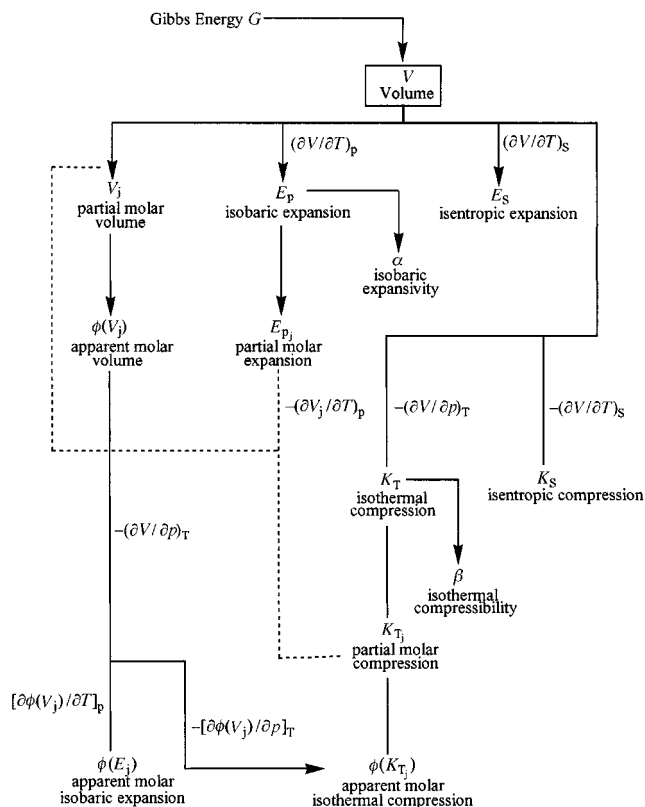 Gibbs Energy G
V
Volume
(∂V/∂T)p
(∂V/∂T)S
Vj
partial molar
volume
Ep
isobaric expansion
ES
isentropic expansion
α
isobaric
expansivity
ϕ(Vj)
apparent molar
volume
Epj
partial molar
expansion
−(∂Vj/∂T)p
−(∂V/∂p)T
−(∂V/∂T)S
KT
isothermal
compression
KS
isentropic compression
−(∂V/∂p)T
β
isothermal
compressibility
KTj
partial molar
compression
[∂ϕ(Vj)/∂T]p
−[∂ϕ(Vj)/∂p]T
ϕ(Ej)
apparent molar
isobaric expansion
ϕ(KTj)
apparent molar
isothermal compression